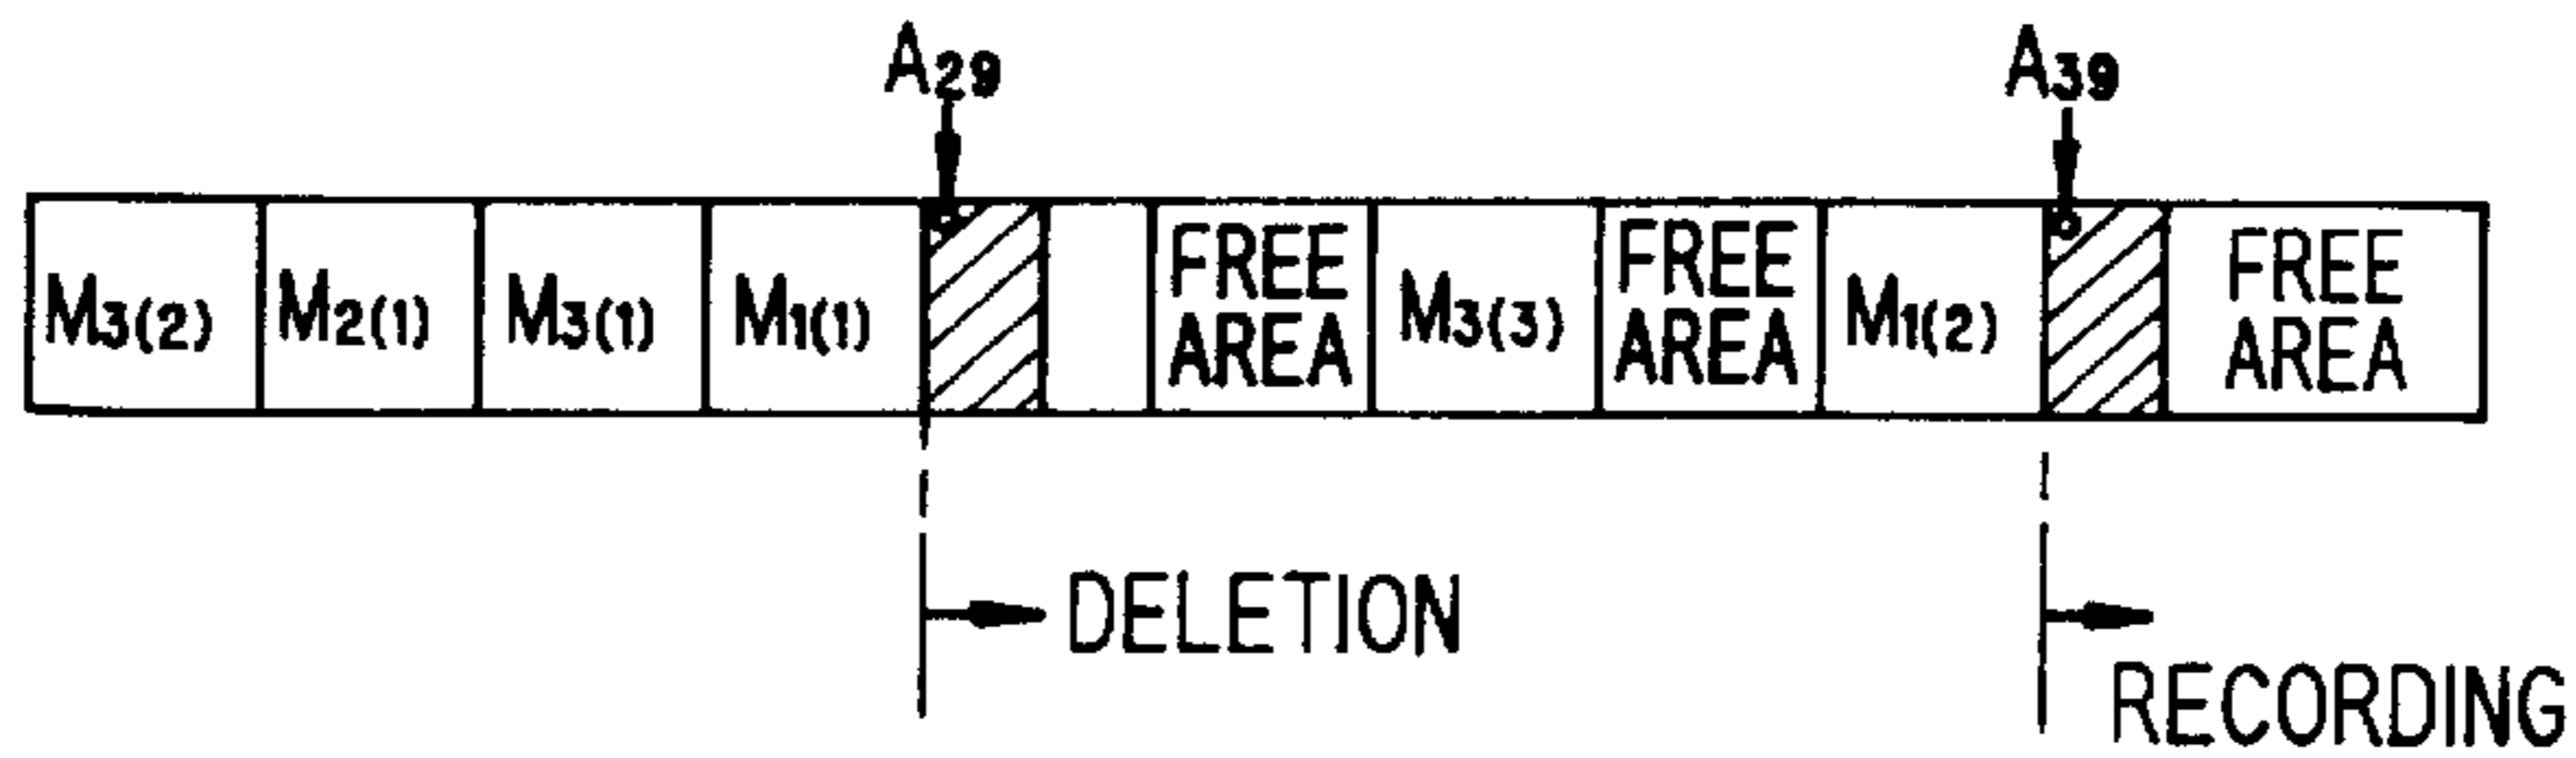 A29 A39
M3(2) M2(1) M3(1) M1(1) FREE AREA M3(3) FREE AREA M1(2) FREE AREA
DELETION
RECORDING